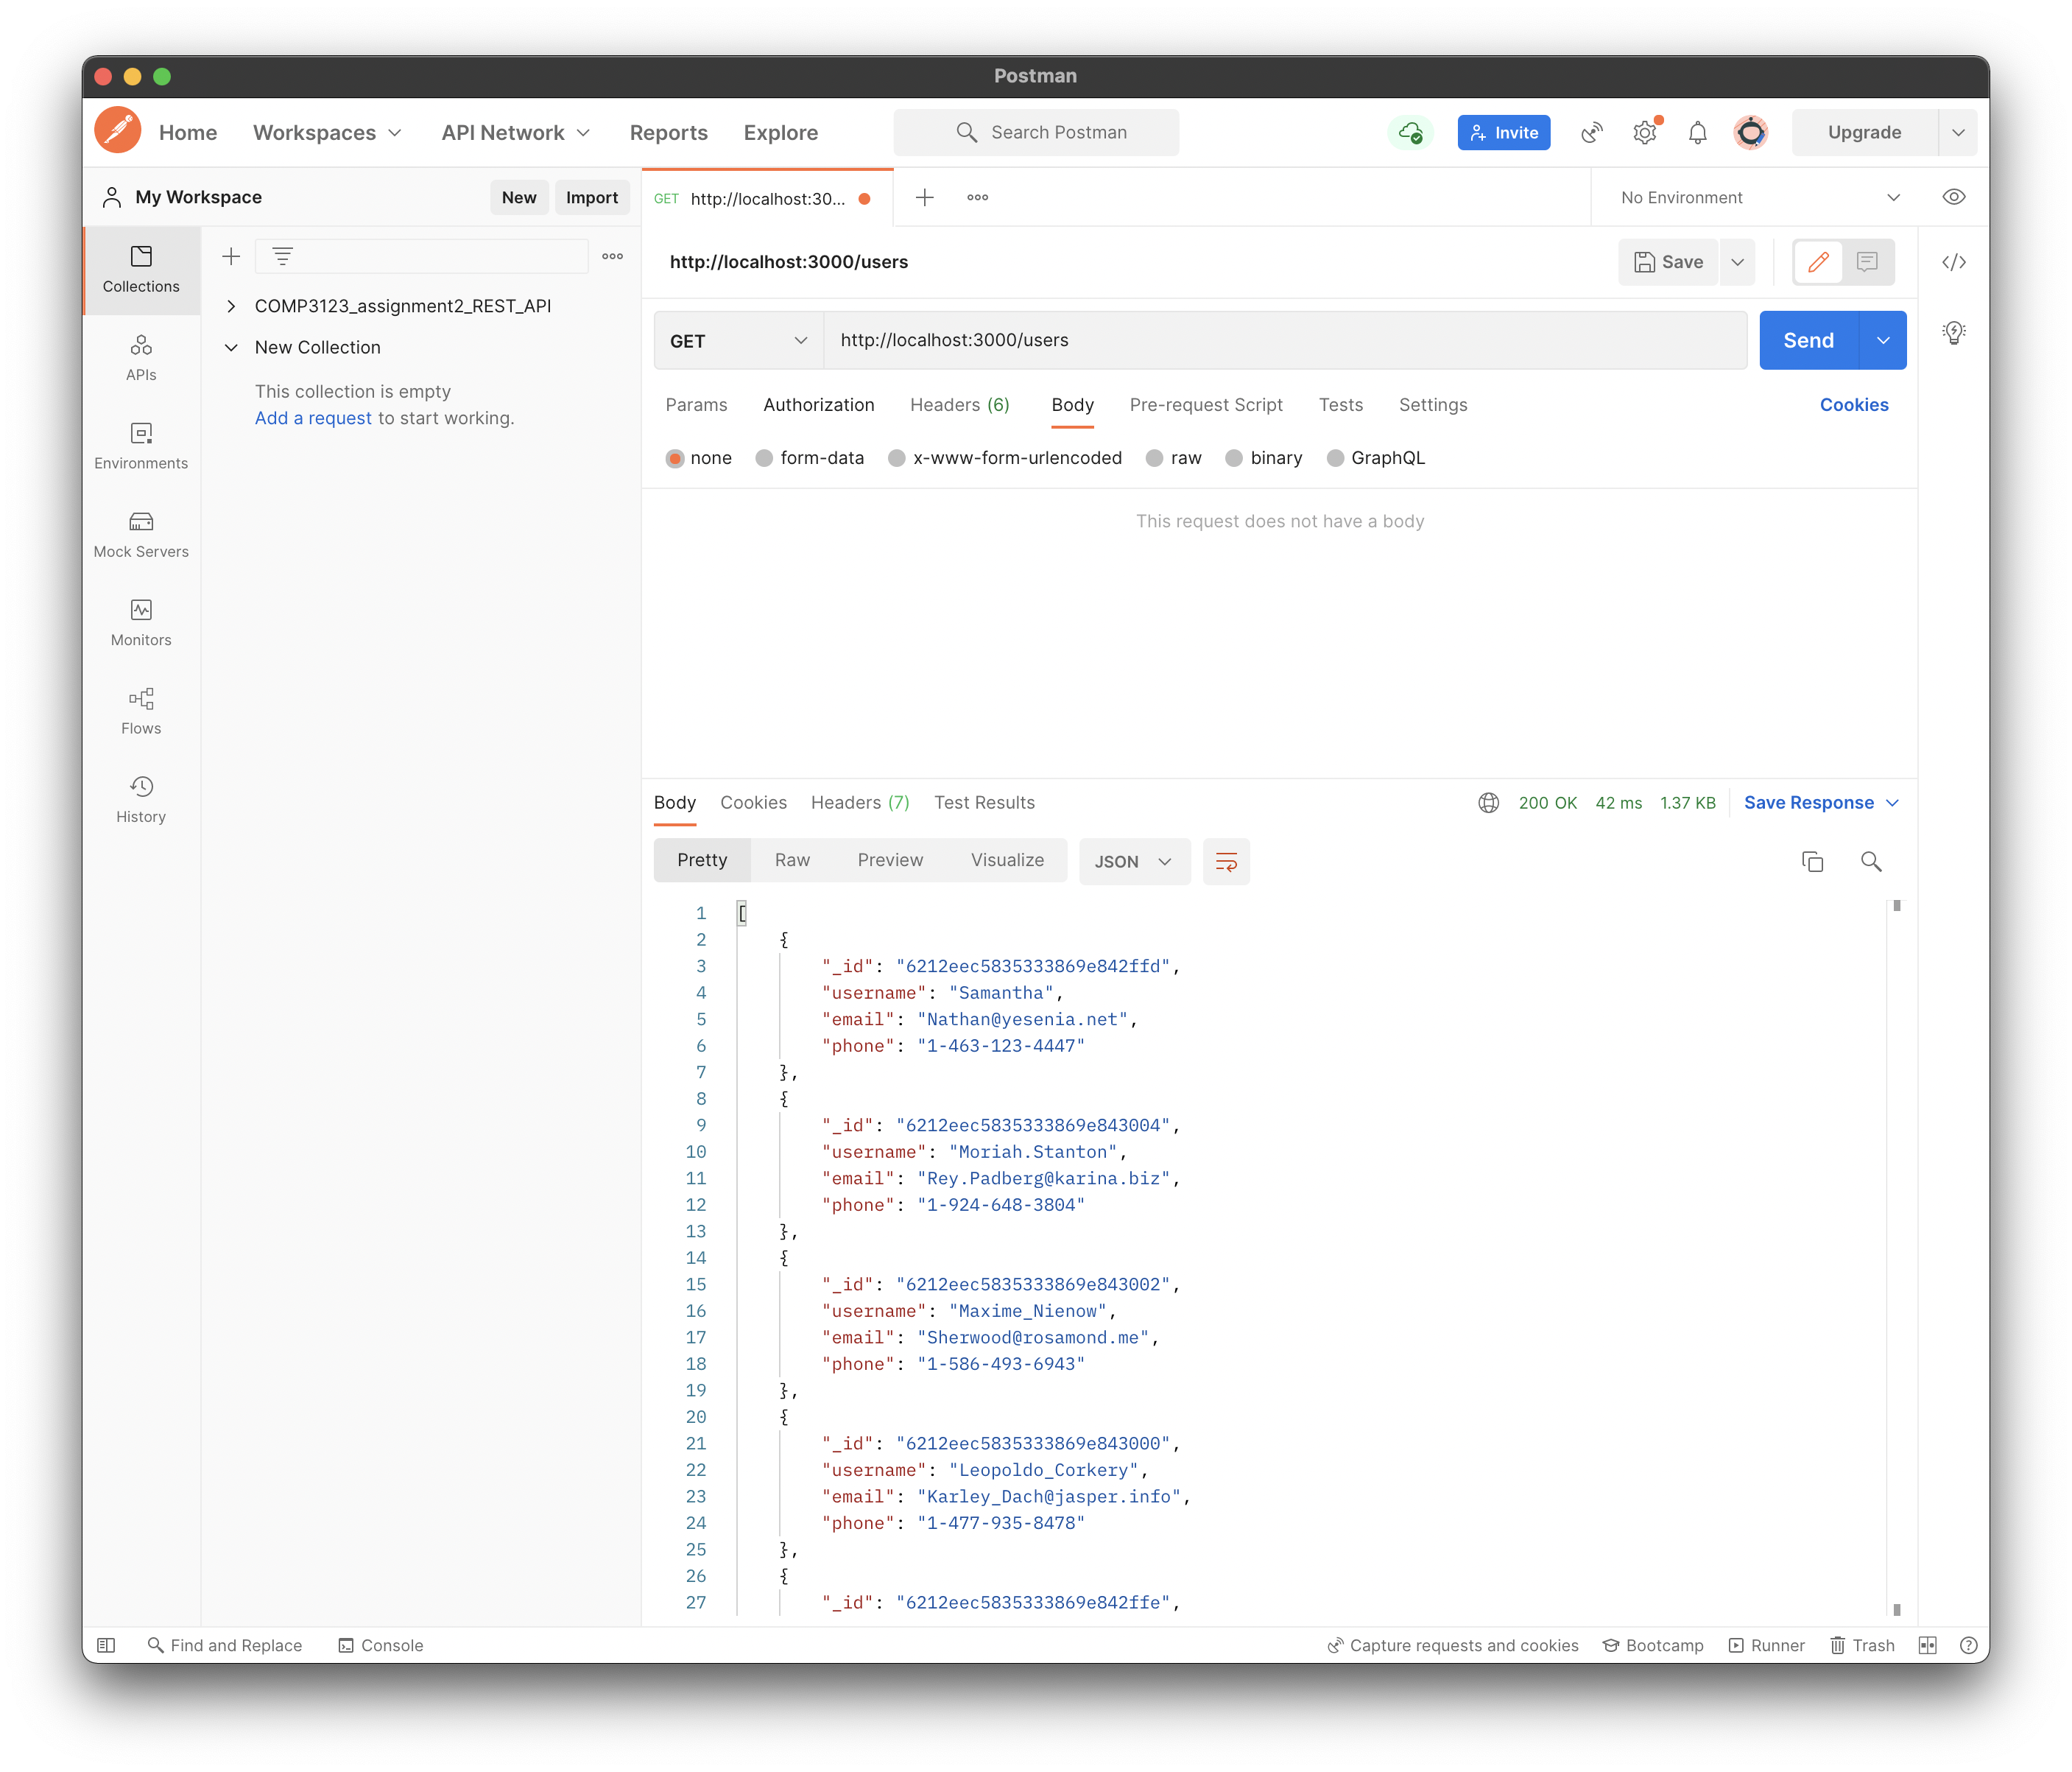 Postman
Home Workspaces API Network Reports Explore Search Postman Invite Upgrade
My Workspace New Import GET http://localhost:30... No Environment
http://localhost:3000/users Save
Collections
COMP3123_assignment2_REST_API
New Collection
This collection is empty
Add a request to start working.
APIs
Environments
Mock Servers
Monitors
Flows
History
GET http://localhost:3000/users Send
Params Authorization Headers (6) Body Pre-request Script Tests Settings Cookies
none form-data x-www-form-urlencoded raw binary GraphQL
This request does not have a body
Body Cookies Headers (7) Test Results 200 OK 42 ms 1.37 KB Save Response
Pretty Raw Preview Visualize JSON
1 [
2 {
3 "_id": "6212eec5835333869e842ffd",
4 "username": "Samantha",
5 "email": "Nathan@yesenia.net",
6 "phone": "1-463-123-4447"
7 },
8 {
9 "_id": "6212eec5835333869e843004",
10 "username": "Moriah.Stanton",
11 "email": "Rey.Padberg@karina.biz",
12 "phone": "1-924-648-3804"
13 },
14 {
15 "_id": "6212eec5835333869e843002",
16 "username": "Maxime_Nienow",
17 "email": "Sherwood@rosamond.me",
18 "phone": "1-586-493-6943"
19 },
20 {
21 "_id": "6212eec5835333869e843000",
22 "username": "Leopoldo_Corkery",
23 "email": "Karley_Dach@jasper.info",
24 "phone": "1-477-935-8478"
25 },
26 {
27 "_id": "6212eec5835333869e842ffe",
Find and Replace Console Capture requests and cookies Bootcamp Runner Trash